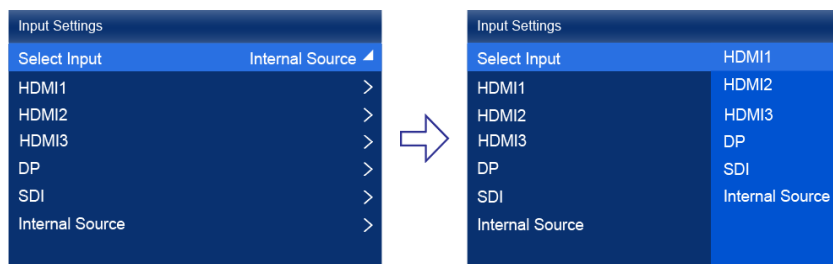 Input Settings
Select Input Internal Source
HDMI1 >
HDMI2 >
HDMI3 >
DP >
SDI >
Internal Source >
Input Settings
Select Input HDMI1
HDMI1 HDMI2
HDMI2 HDMI3
HDMI3 DP
DP SDI
SDI Internal Source
Internal Source